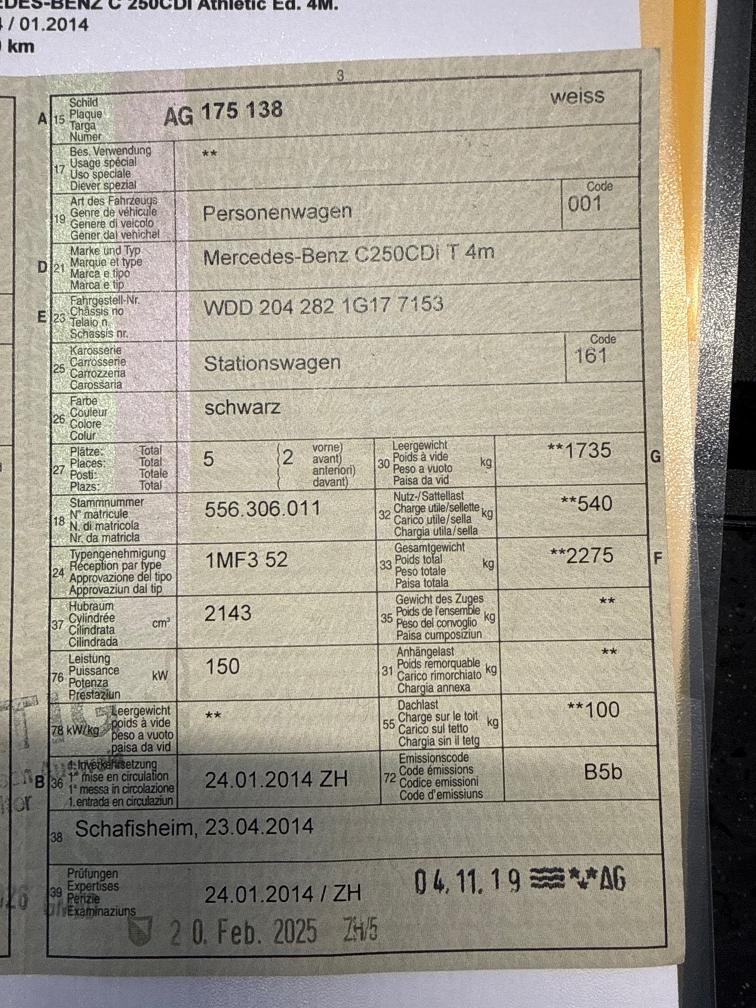 DES-BENZ C 250CDI Athletic Ed. 4M.
/ 01.2014
km
3
A 15 Schild
Plaque
Targa
Numer
AG 175 138 weiss
17 Bes. Verwendung
Usage spécial
Uso speciale
Diever spezial
**
19 Art des Fahrzeugs
Genre de véhicule
Genere di veicolo
Gener dal vehichel
Personenwagen
Code
001
D 21 Marke und Typ
Marque et type
Marca e tipo
Marca e tip
Mercedes-Benz C250CDi T 4m
E 23 Fahrgestell-Nr.
Châssis no
Telaio n.
Schassis nr.
WDD 204 282 1G17 7153
25 Karosserie
Carrosserie
Carrozzeria
Carossaria
Stationswagen
Code
161
26 Farbe
Couleur
Colore
Colur
schwarz
27 Plätze: Total
Places: Total
Posti: Totale
Plazs: Total
5 (2 vorne)
avant)
anteriori)
davant)
30 Leergewicht
Poids à vide
Peso a vuoto
Paisa da vid
kg **1735 G
18 Stammnummer
N° matricule
N. di matricola
Nr. da matricla
556.306.011
32 Nutz-/Sattellast
Charge utile/sellette
Carico utile/sella
Chargia utila/sella
kg **540
24 Typengenehmigung
Réception par type
Approvazione del tipo
Approvaziun dal tip
1MF3 52
33 Gesamtgewicht
Poids total
Peso totale
Paisa totala
kg **2275 F
37 Hubraum
Cylindrée
Cilindrata
Cilindrada
cm³ 2143
35 Gewicht des Zuges
Poids de l'ensemble
Peso del convoglio
Paisa cumposiziun
kg **
76 Leistung
Puissance
Potenza
Prestaziun
kW 150
31 Anhängelast
Poids remorquable
Carico rimorchiato
Chargia annexa
kg **
78 kW/kg Leergewicht
poids à vide
peso a vuoto
paisa da vid
**
55 Dachlast
Charge sur le toit
Carico sul tetto
Chargia sin il tetg
kg **100
B 36 1. Inverkehrsetzung
1re mise en circulation
1a messa in circolazione
1. entrada en circulaziun
24.01.2014 ZH
72 Emissionscode
Code émissions
Codice emissioni
Code d'emissiuns
B5b
38 Schafisheim, 23.04.2014
39 Prüfungen
Expertises
Perizie
Examinaziuns
24.01.2014 / ZH
04.11.19 AG
20. Feb. 2025 ZH/5